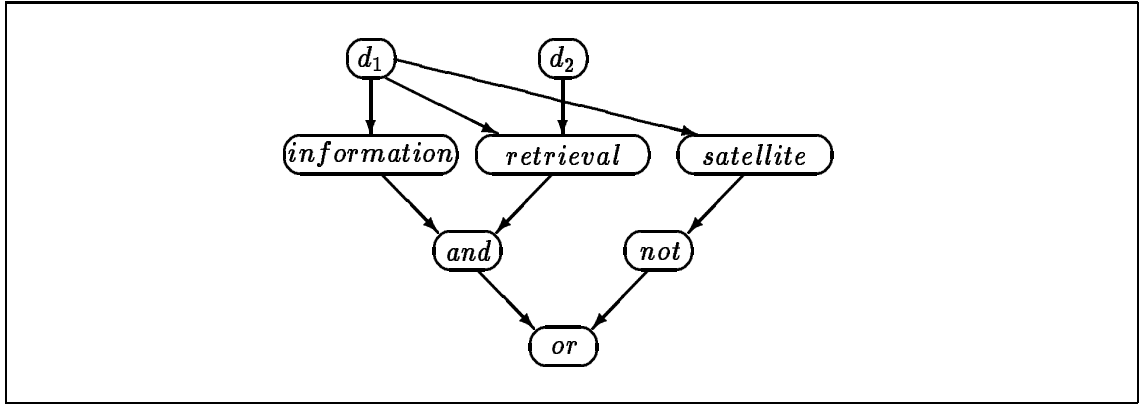 d₁ d₂
information retrieval satellite
and not
or